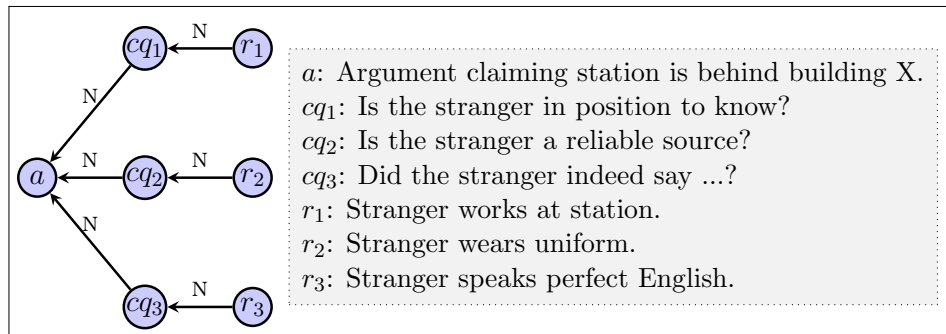 N
cq1
r1
N
N
N
a
cq2
r2
N
N
cq3
r3
a: Argument claiming station is behind building X.
cq1: Is the stranger in position to know?
cq2: Is the stranger a reliable source?
cq3: Did the stranger indeed say ...?
r1: Stranger works at station.
r2: Stranger wears uniform.
r3: Stranger speaks perfect English.